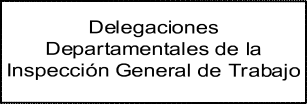 Delegaciones
Departamentales de la
Inspección General de Trabajo